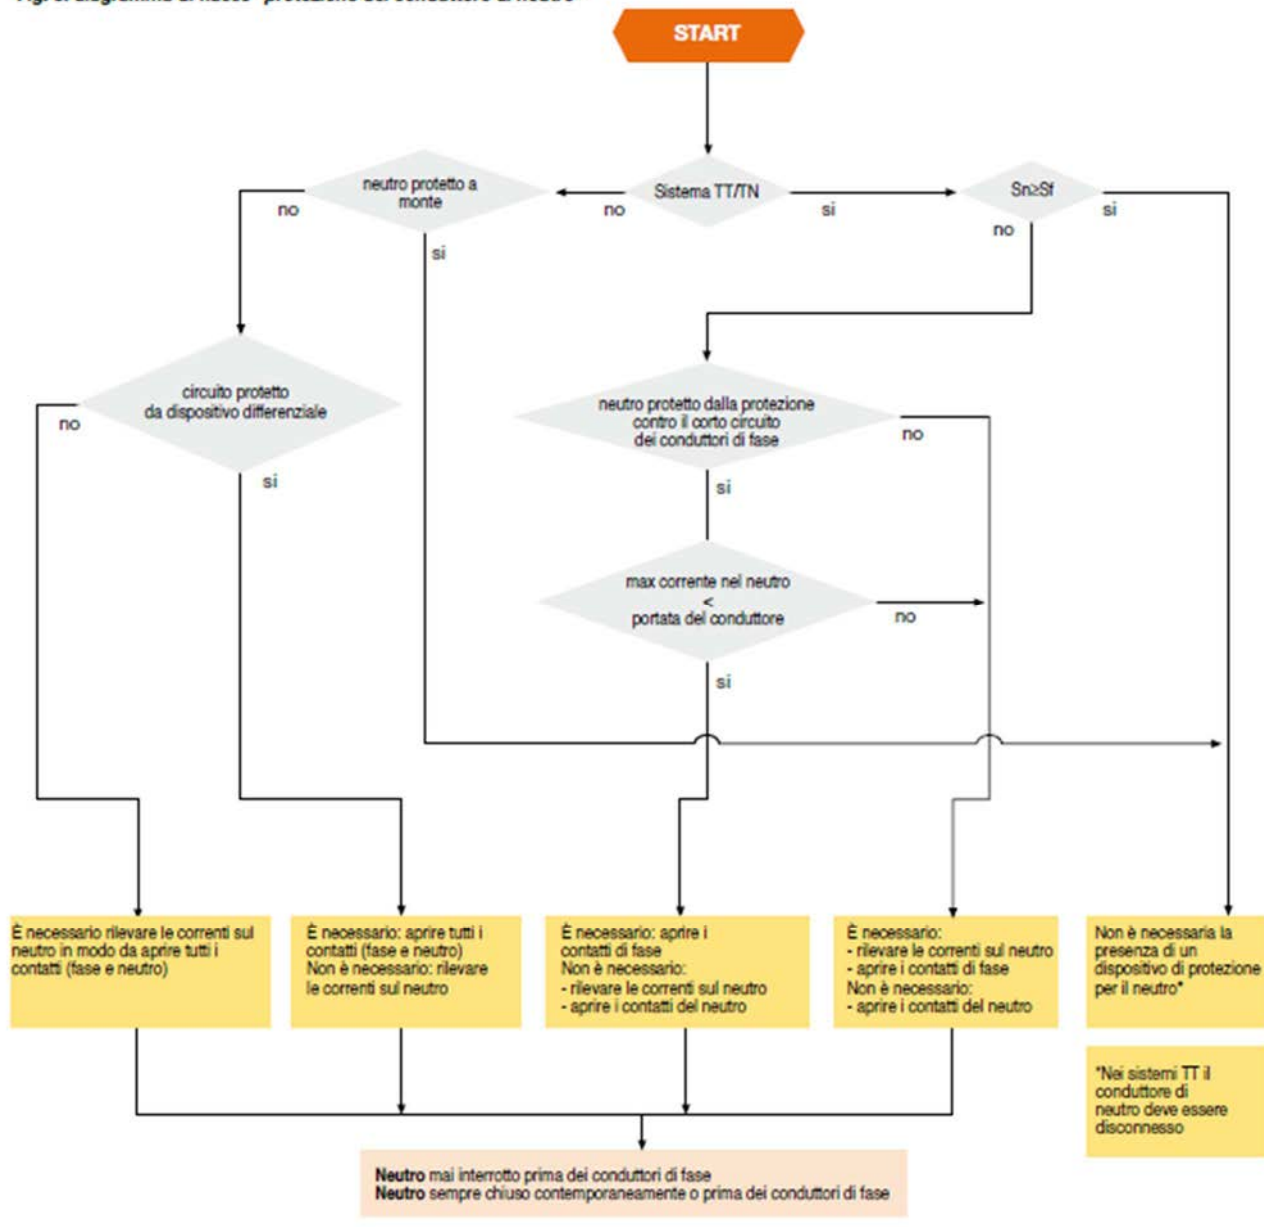 START
neutro protetto a
monte
no
si
Sistema TT/TN
no
si
Sn≥Sf
no
si
circuito protetto
da dispositivo differenziale
no
si
neutro protetto dalla protezione
contro il corto circuito
dei conduttori di fase
no
si
max corrente nel neutro
<
portata del conduttore
no
si
È necessario rilevare le correnti sul
neutro in modo da aprire tutti i
contatti (fase e neutro)
È necessario: aprire tutti i
contatti (fase e neutro)
Non è necessario: rilevare
le correnti sul neutro
È necessario: aprire i
contatti di fase
Non è necessario:
- rilevare le correnti sul neutro
- aprire i contatti del neutro
È necessario:
- rilevare le correnti sul neutro
- aprire i contatti di fase
Non è necessario:
- aprire i contatti del neutro
Non è necessaria la
presenza di un
dispositivo di protezione
per il neutro*
*Nei sistemi TT il
conduttore di
neutro deve essere
disconnesso
Neutro mai interrotto prima dei conduttori di fase
Neutro sempre chiuso contemporaneamente o prima dei conduttori di fase